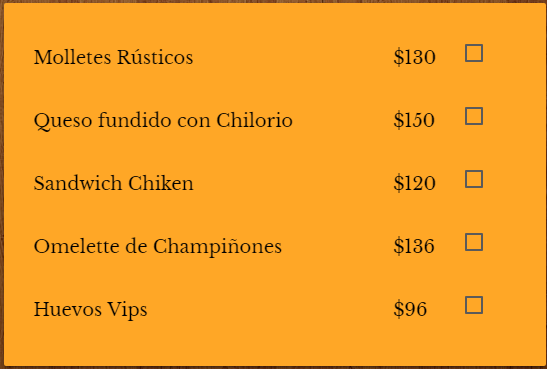 Molletes Rústicos $130
Queso fundido con Chilorio $150
Sandwich Chiken $120
Omelette de Champiñones $136
Huevos Vips $96